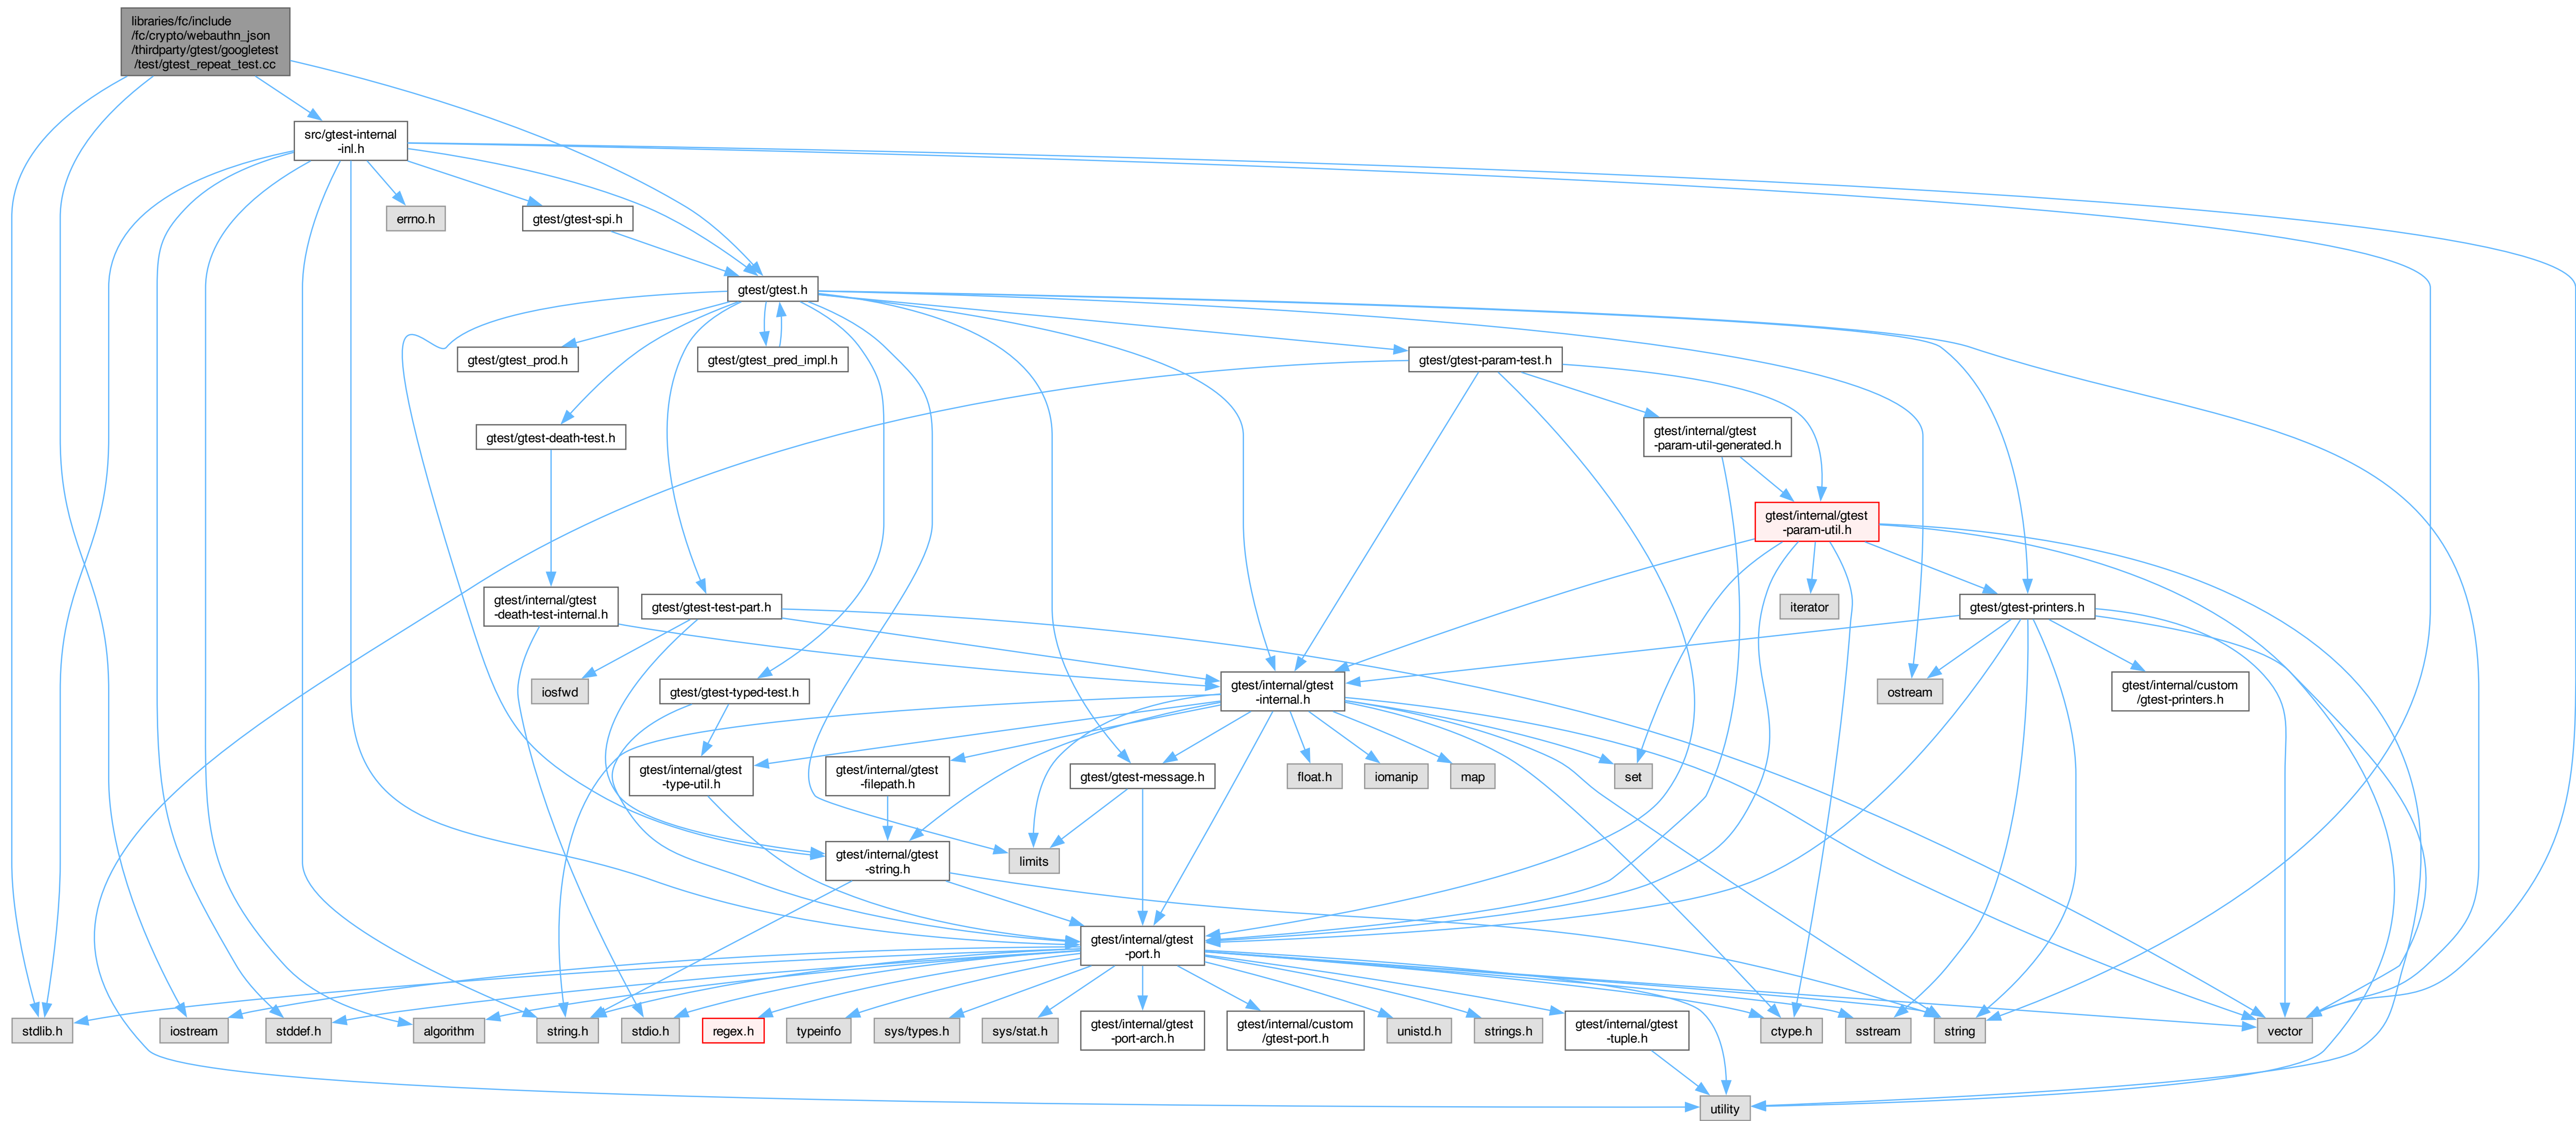 libraries/fc/include
/fc/crypto/webauthn_json
/thirdparty/gtest/googletest
/test/gtest_repeat_test.cc
src/gtest-internal
-inl.h
errno.h
gtest/gtest-spi.h
gtest/gtest.h
gtest/gtest_prod.h
gtest/gtest_pred_impl.h
gtest/gtest-param-test.h
gtest/gtest-death-test.h
gtest/internal/gtest
-param-util-generated.h
gtest/internal/gtest
-param-util.h
gtest/internal/gtest
-death-test-internal.h
gtest/gtest-test-part.h
iterator
gtest/gtest-printers.h
iosfwd
gtest/gtest-typed-test.h
gtest/internal/gtest
-internal.h
ostream
gtest/internal/custom
/gtest-printers.h
gtest/internal/gtest
-type-util.h
gtest/internal/gtest
-filepath.h
gtest/gtest-message.h
float.h
iomanip
map
set
gtest/internal/gtest
-string.h
limits
gtest/internal/gtest
-port.h
stdlib.h
iostream
stddef.h
algorithm
string.h
stdio.h
regex.h
typeinfo
sys/types.h
sys/stat.h
gtest/internal/gtest
-port-arch.h
gtest/internal/custom
/gtest-port.h
unistd.h
strings.h
gtest/internal/gtest
-tuple.h
ctype.h
sstream
string
vector
utility